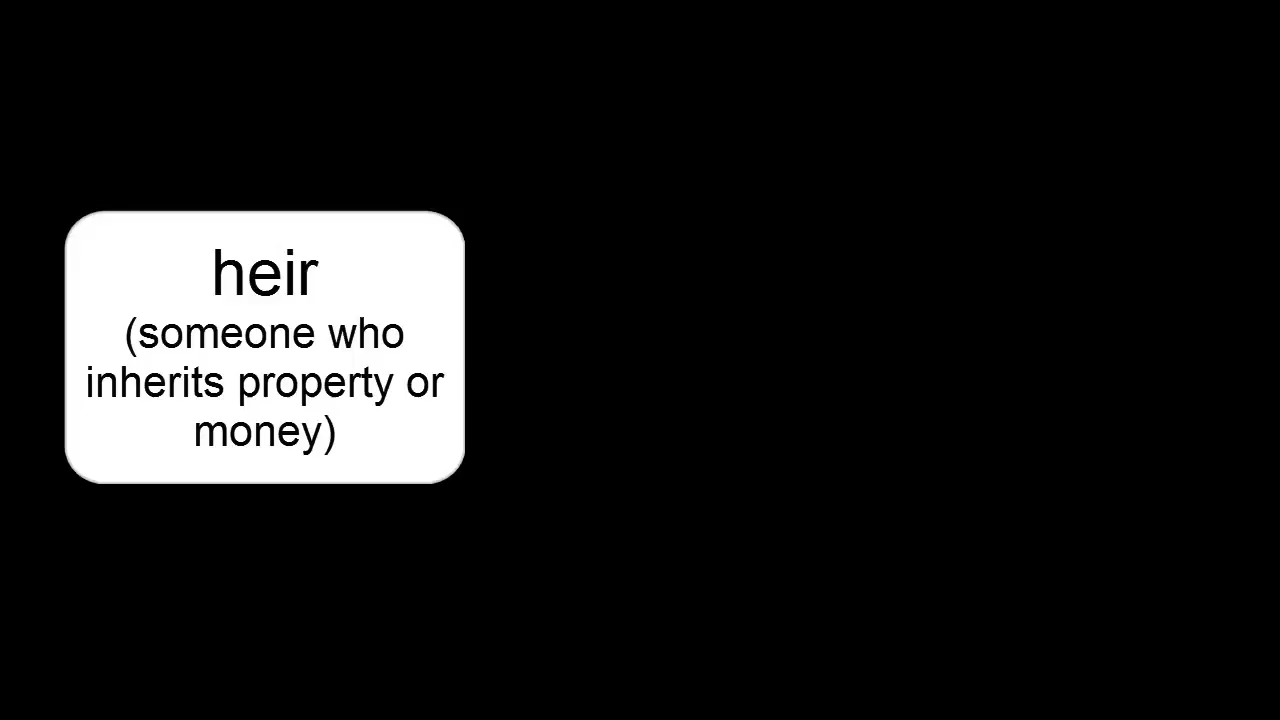 heir
(someone who
inherits property or
money)